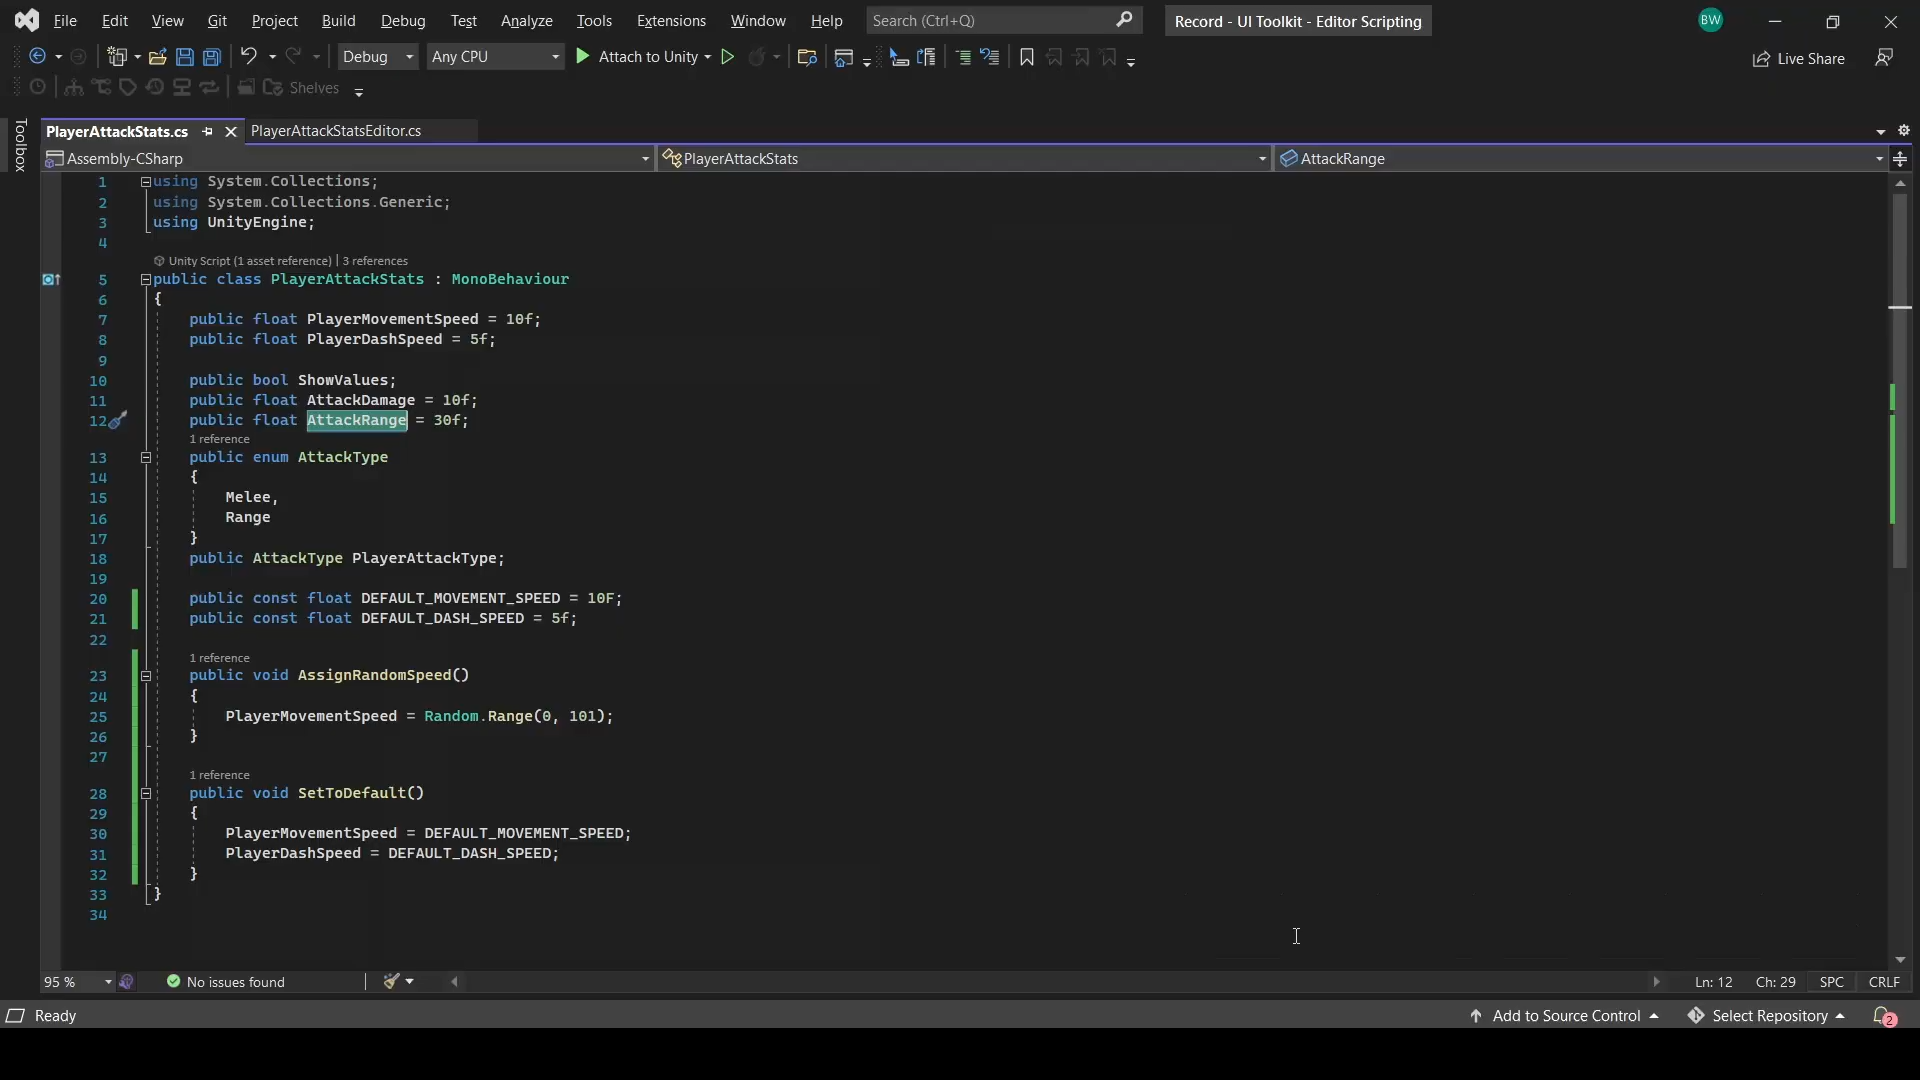 File Edit View Git Project Build Debug Test Analyze Tools Extensions Window Help Search (Ctrl+Q) Record - UI Toolkit - Editor Scripting BW
Debug Any CPU Attach to Unity Live Share
Shelves
Toolbox
PlayerAttackStats.cs PlayerAttackStatsEditor.cs
Assembly-CSharp PlayerAttackStats AttackRange
1 using System.Collections;
2 using System.Collections.Generic;
3 using UnityEngine;
4
Unity Script (1 asset reference) | 3 references
5 public class PlayerAttackStats : MonoBehaviour
6 {
7 public float PlayerMovementSpeed = 10f;
8 public float PlayerDashSpeed = 5f;
9
10 public bool ShowValues;
11 public float AttackDamage = 10f;
12 public float AttackRange = 30f;
1 reference
13 public enum AttackType
14 {
15 Melee,
16 Range
17 }
18 public AttackType PlayerAttackType;
19
20 public const float DEFAULT_MOVEMENT_SPEED = 10F;
21 public const float DEFAULT_DASH_SPEED = 5f;
22
1 reference
23 public void AssignRandomSpeed()
24 {
25 PlayerMovementSpeed = Random.Range(0, 101);
26 }
27
1 reference
28 public void SetToDefault()
29 {
30 PlayerMovementSpeed = DEFAULT_MOVEMENT_SPEED;
31 PlayerDashSpeed = DEFAULT_DASH_SPEED;
32 }
33 }
34
95 % No issues found Ln: 12 Ch: 29 SPC CRLF
Ready Add to Source Control Select Repository 2